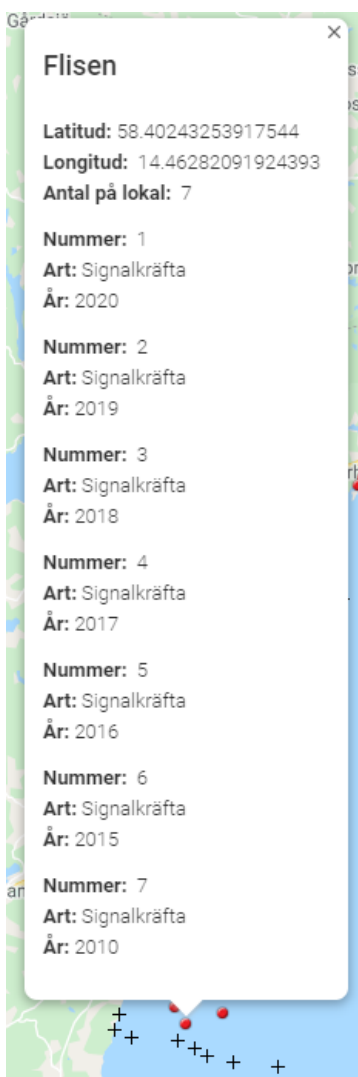 Gårdsjö
×
Flisen
Latitud: 58.40243253917544
Longitud: 14.46282091924393
Antal på lokal: 7
Nummer: 1
Art: Signalkräfta
År: 2020
Nummer: 2
Art: Signalkräfta
År: 2019
Nummer: 3
Art: Signalkräfta
År: 2018
Nummer: 4
Art: Signalkräfta
År: 2017
Nummer: 5
Art: Signalkräfta
År: 2016
Nummer: 6
Art: Signalkräfta
År: 2015
Nummer: 7
Art: Signalkräfta
År: 2010